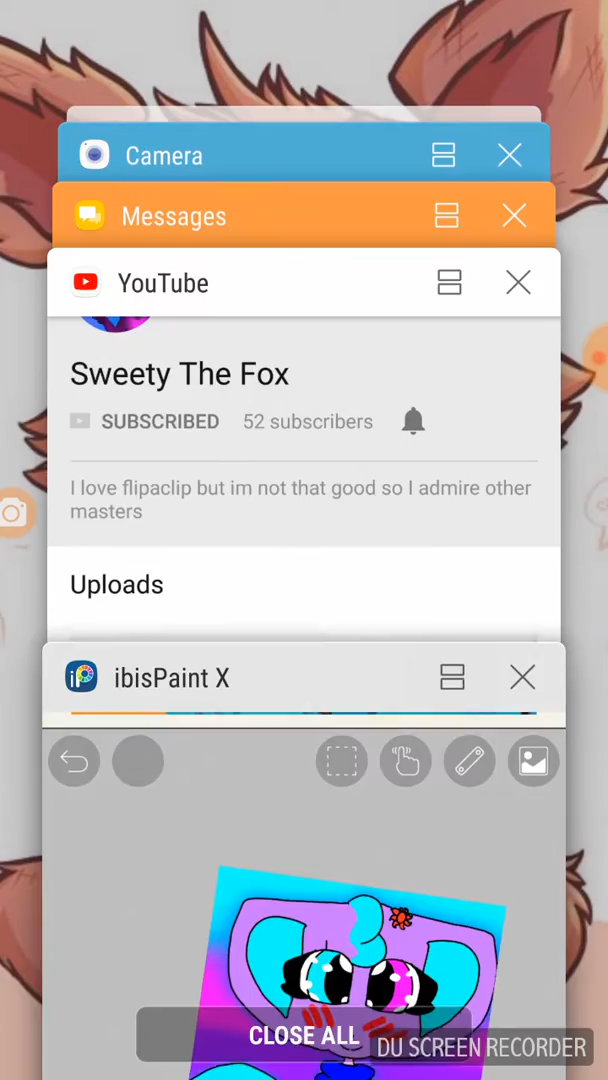 Camera
Messages
YouTube
Sweety The Fox
SUBSCRIBED 52 subscribers
I love flipaclip but im not that good so I admire other
masters
Uploads
iP ibisPaint X
CLOSE ALL
DU SCREEN RECORDER